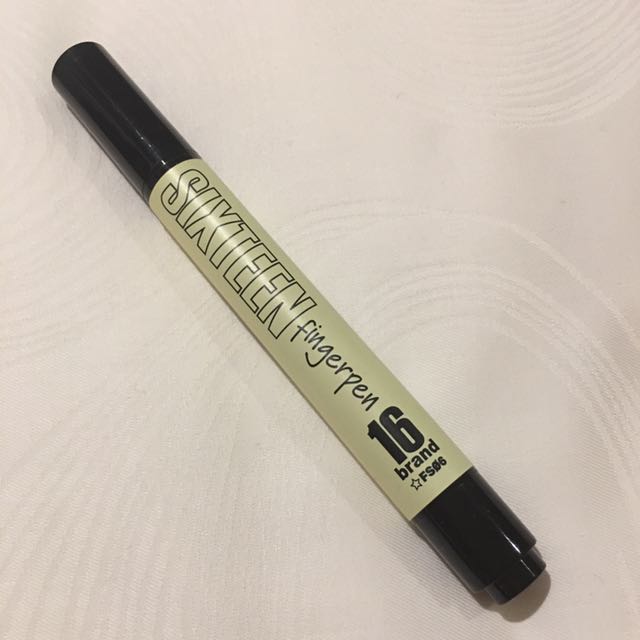 SIXTEEN
fingerpen
16
brand
☆FS06